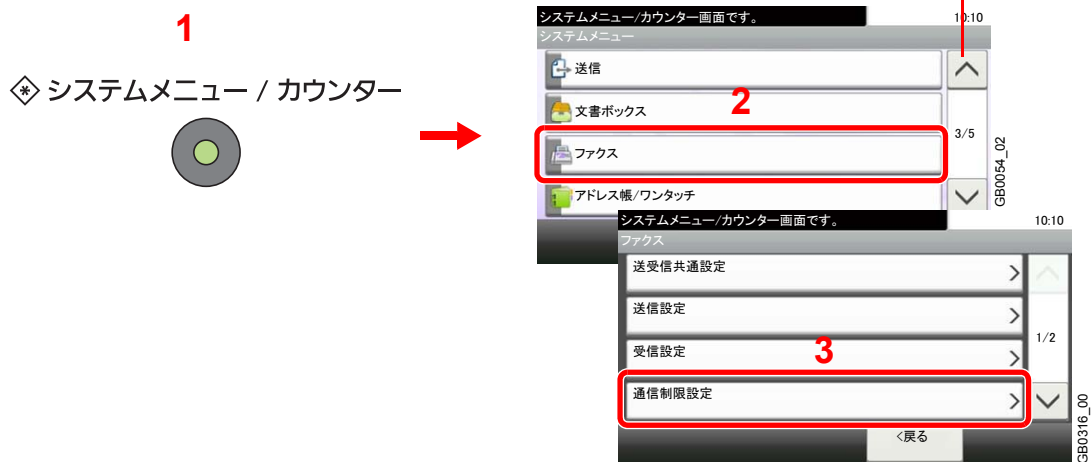 1
システムメニュー / カウンター
システムメニュー/カウンター画面です。
10:10
システムメニュー
送信
文書ボックス
2
ファクス
3/5
アドレス帳/ワンタッチ
GB0054_02
システムメニュー/カウンター画面です。
10:10
ファクス
送受信共通設定
送信設定
1/2
受信設定
3
通信制限設定
<戻る
GB0316_00